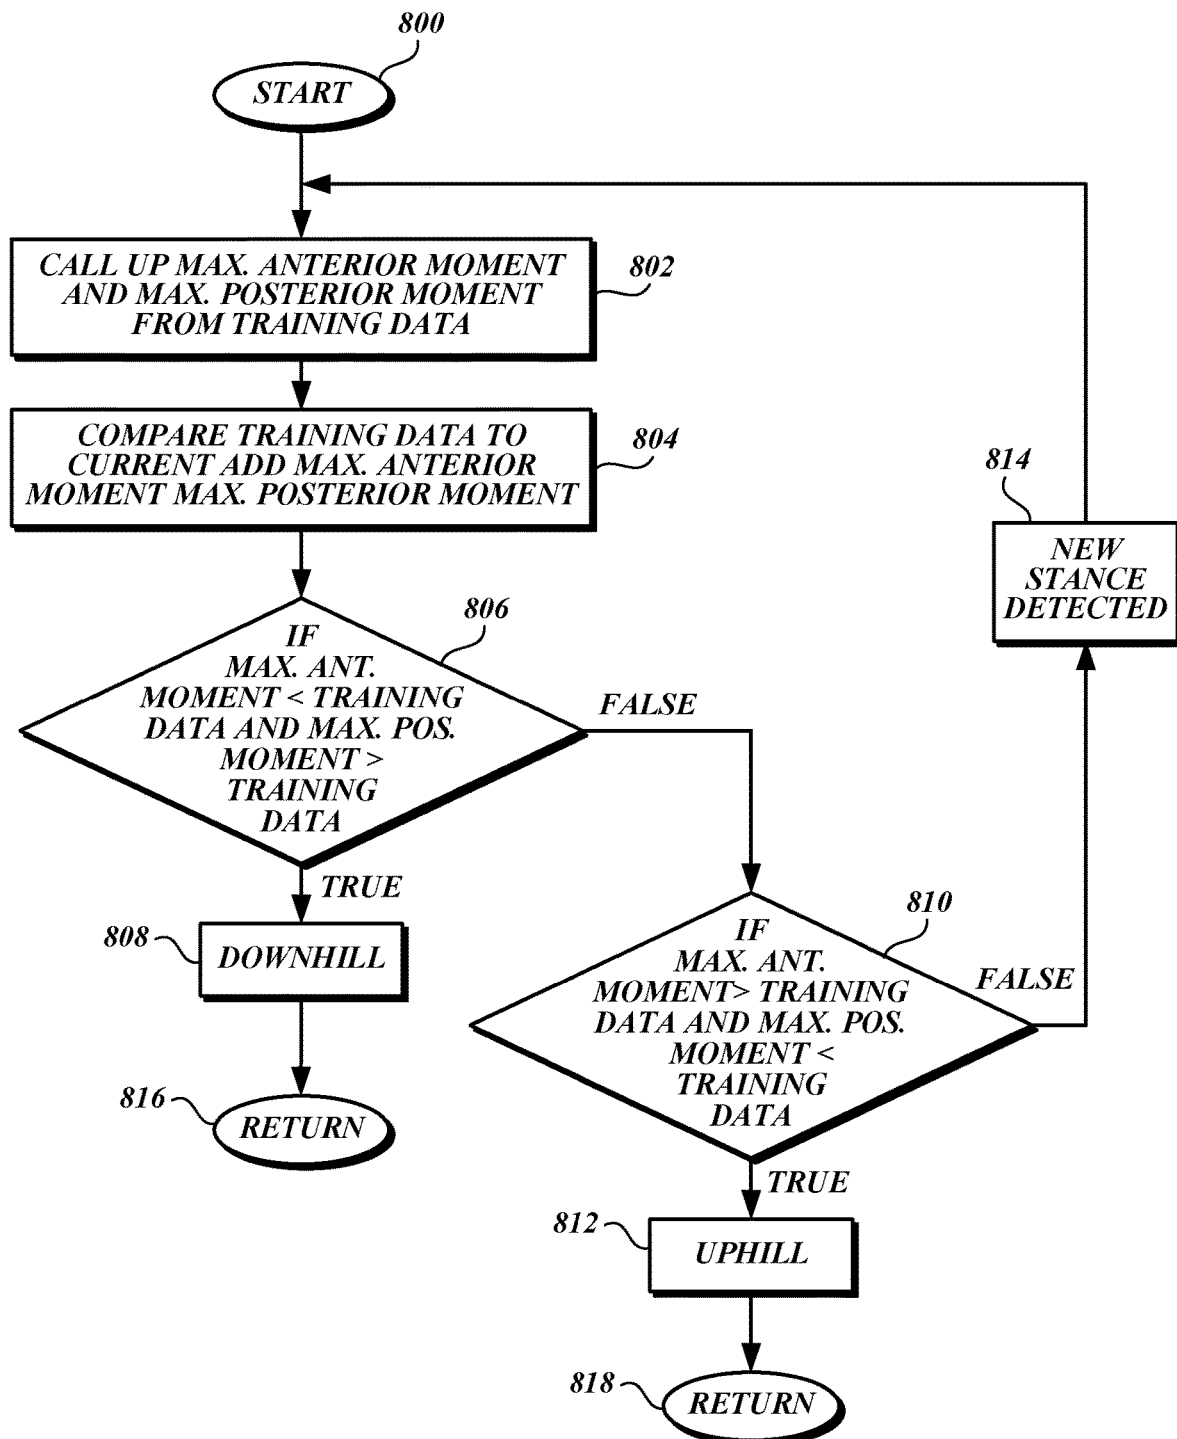 800
START
CALL UP MAX. ANTERIOR MOMENT
AND MAX. POSTERIOR MOMENT
FROM TRAINING DATA
802
COMPARE TRAINING DATA TO
CURRENT ADD MAX. ANTERIOR
MOMENT MAX. POSTERIOR MOMENT
804
814
NEW
STANCE
DETECTED
806
IF
MAX. ANT.
MOMENT < TRAINING
DATA AND MAX. POS.
MOMENT >
TRAINING
DATA
FALSE
TRUE
808
DOWNHILL
816
RETURN
810
IF
MAX. ANT.
MOMENT> TRAINING
DATA AND MAX. POS.
MOMENT <
TRAINING
DATA
FALSE
TRUE
812
UPHILL
818
RETURN